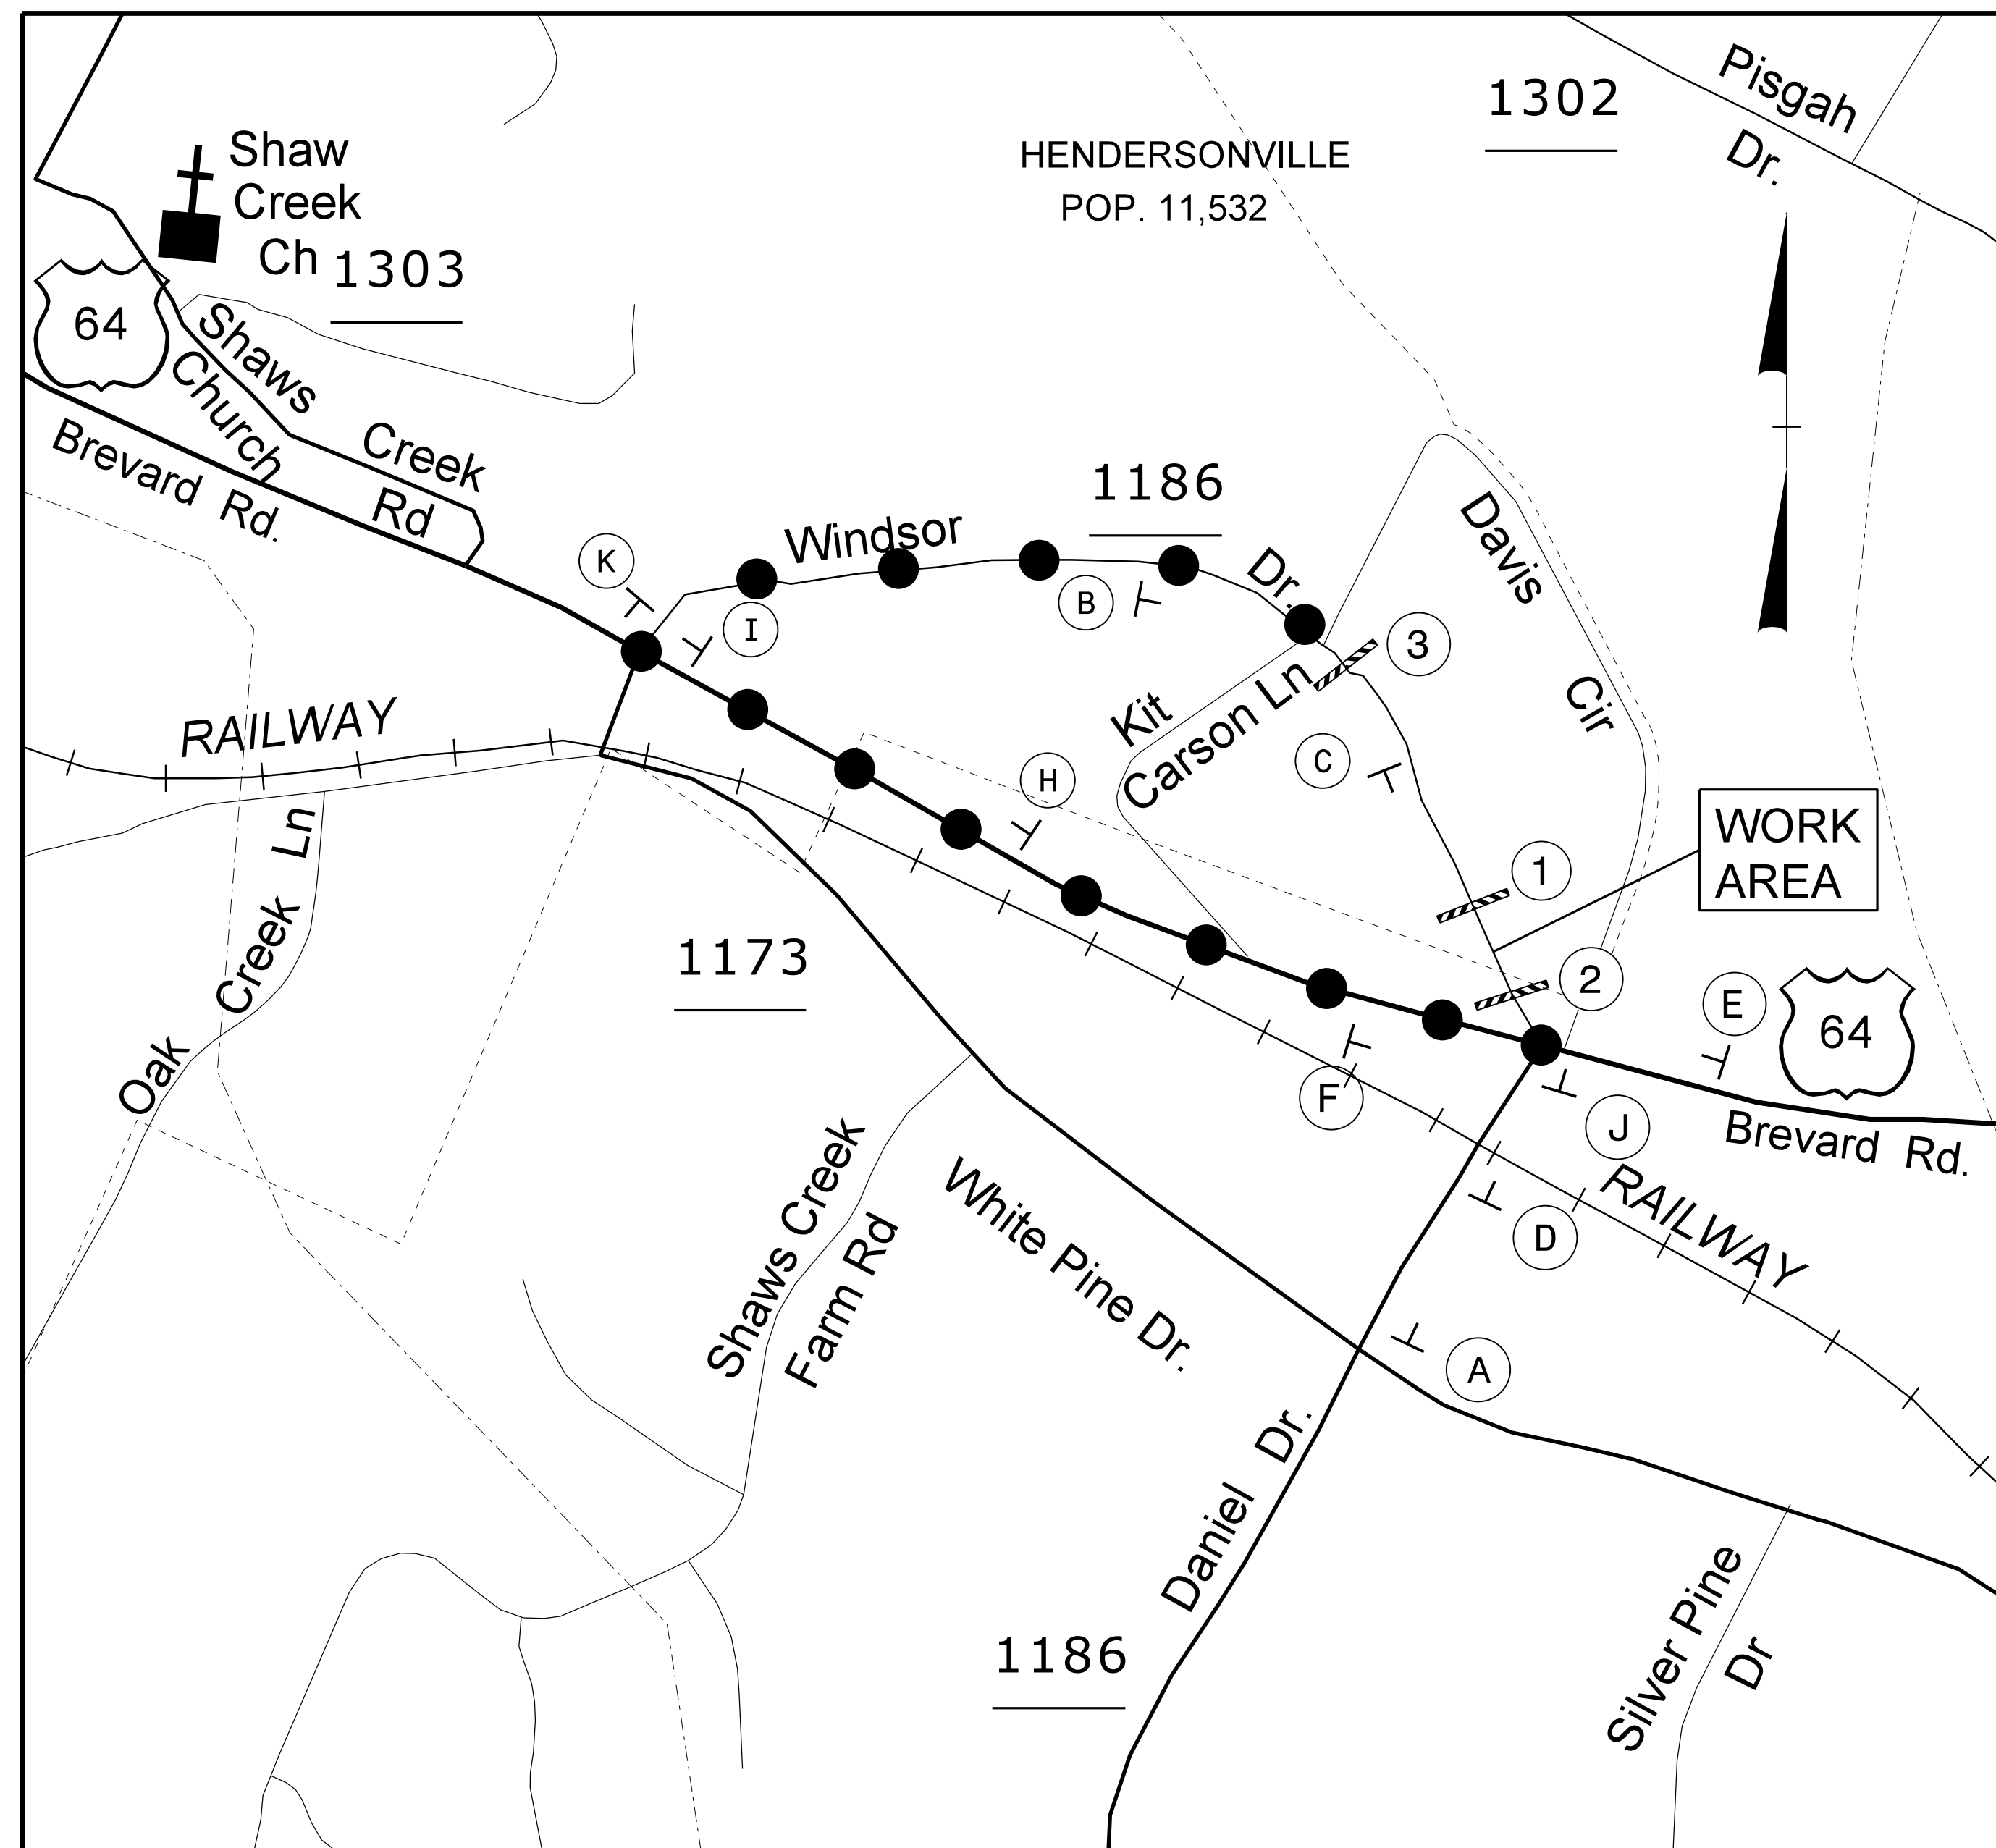 Pisgah
Dr.
1302
HENDERSONVILLE
POP. 11,532
Shaw
Creek
Ch
1303
64
Shaws
Church
Creek
Rd
Brevard Rd.
1186
Windsor
Dr.
Davis
Cir
K
I
B
3
RAILWAY
Kit
Carson Ln
C
H
WORK
AREA
1
2
E
64
Oak Creek Ln
1173
F
J
Brevard Rd.
D
RAILWAY
Shaws Creek
Farm Rd
White Pine Dr.
A
Daniel Dr.
Silver Pine
Dr
1186